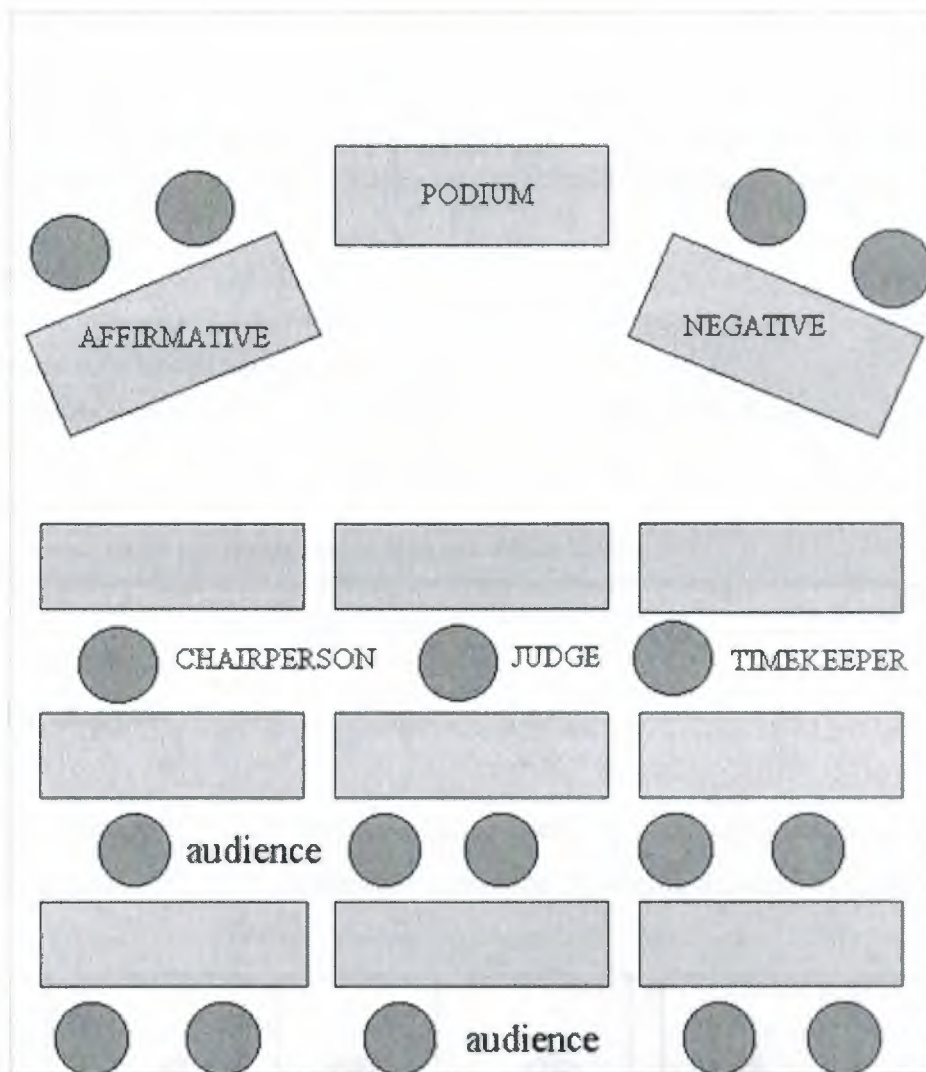 PODIUM
AFFIRMATIVE
NEGATIVE
CHAIRPERSON
JUDGE
TIMEKEEPER
audience
audience